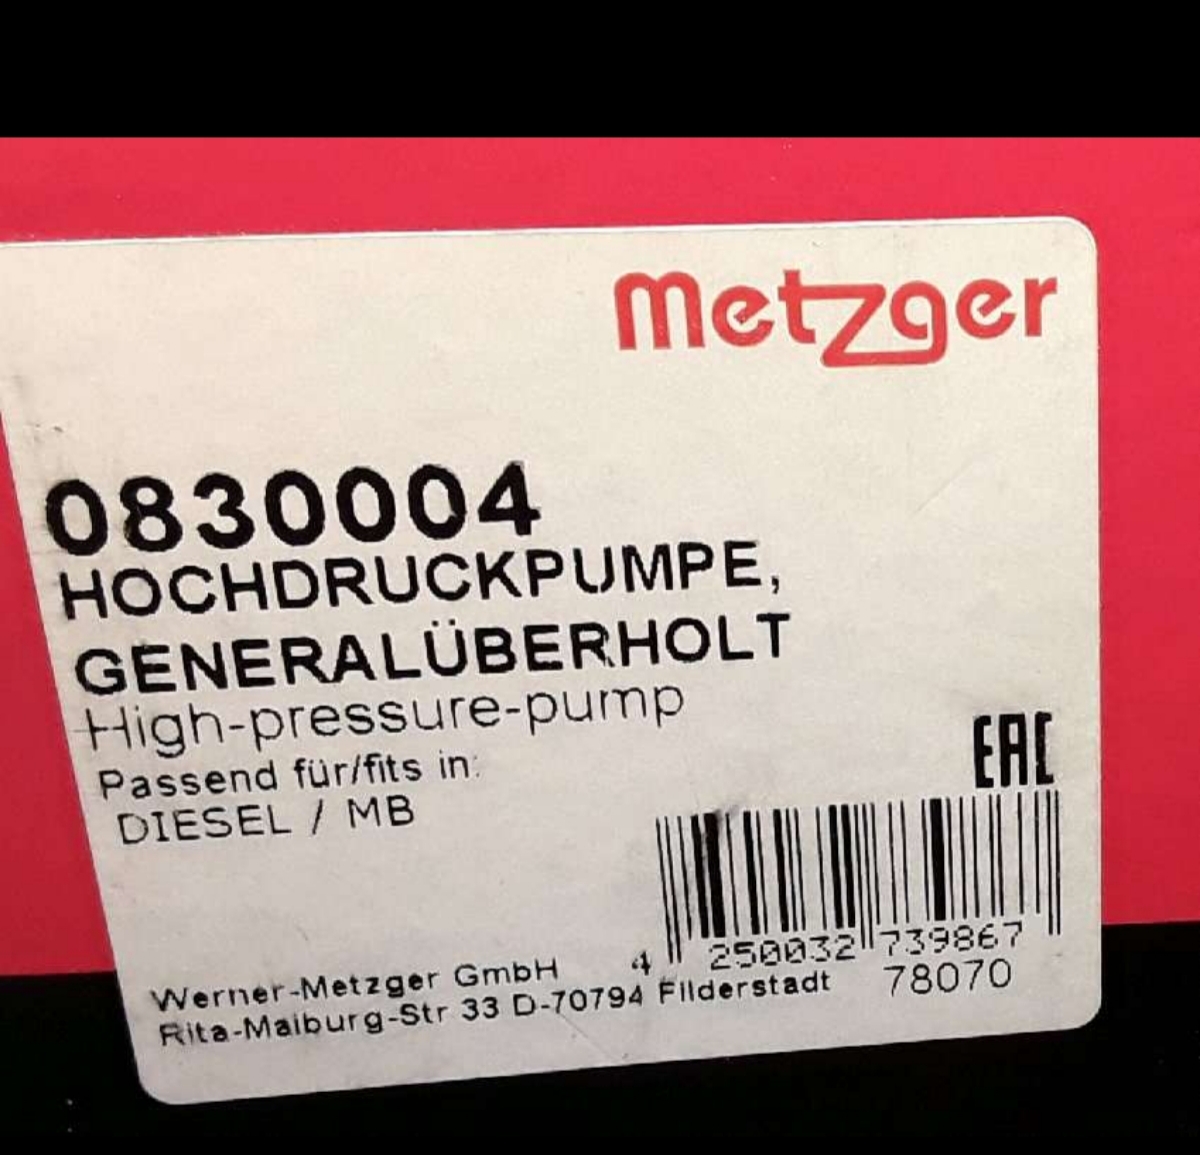 metzger
0830004
HOCHDRUCKPUMPE,
GENERALÜBERHOLT
High-pressure-pump
Passend für/fits in:
DIESEL / MB
EAC
4 250032 739867
Werner-Metzger GmbH
Rita-Maiburg-Str 33 D-70794 Filderstadt
78070